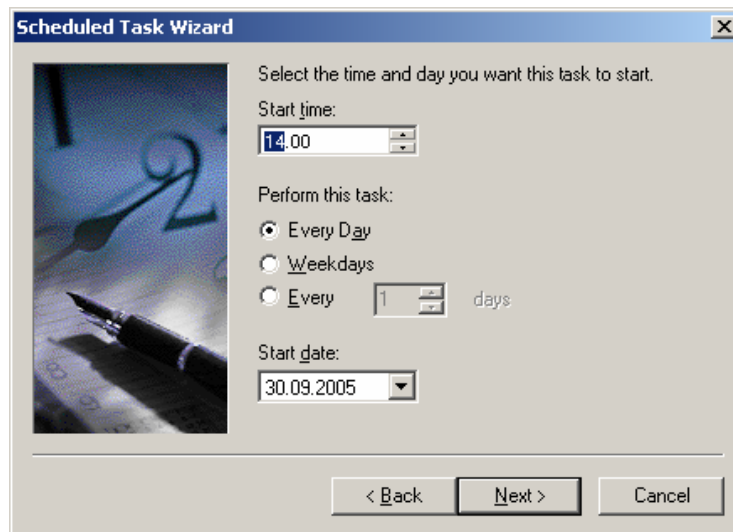 Scheduled Task Wizard
Select the time and day you want this task to start.
Start time:
14.00
Perform this task:
Every Day
Weekdays
Every 1 days
Start date:
30.09.2005
< Back Next > Cancel